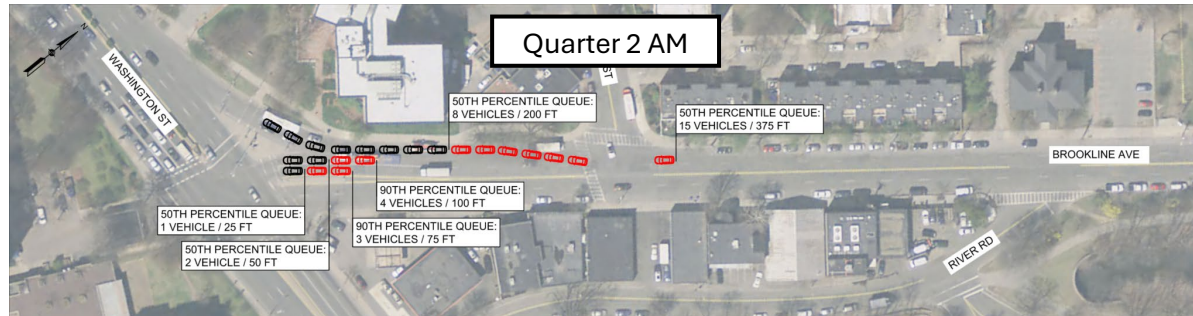 Quarter 2 AM
N
WASHINGTON ST
ST
50TH PERCENTILE QUEUE:
8 VEHICLES / 200 FT
50TH PERCENTILE QUEUE:
15 VEHICLES / 375 FT
BROOKLINE AVE
90TH PERCENTILE QUEUE:
4 VEHICLES / 100 FT
50TH PERCENTILE QUEUE:
1 VEHICLE / 25 FT
90TH PERCENTILE QUEUE:
3 VEHICLES / 75 FT
50TH PERCENTILE QUEUE:
2 VEHICLE / 50 FT
RIVER RD